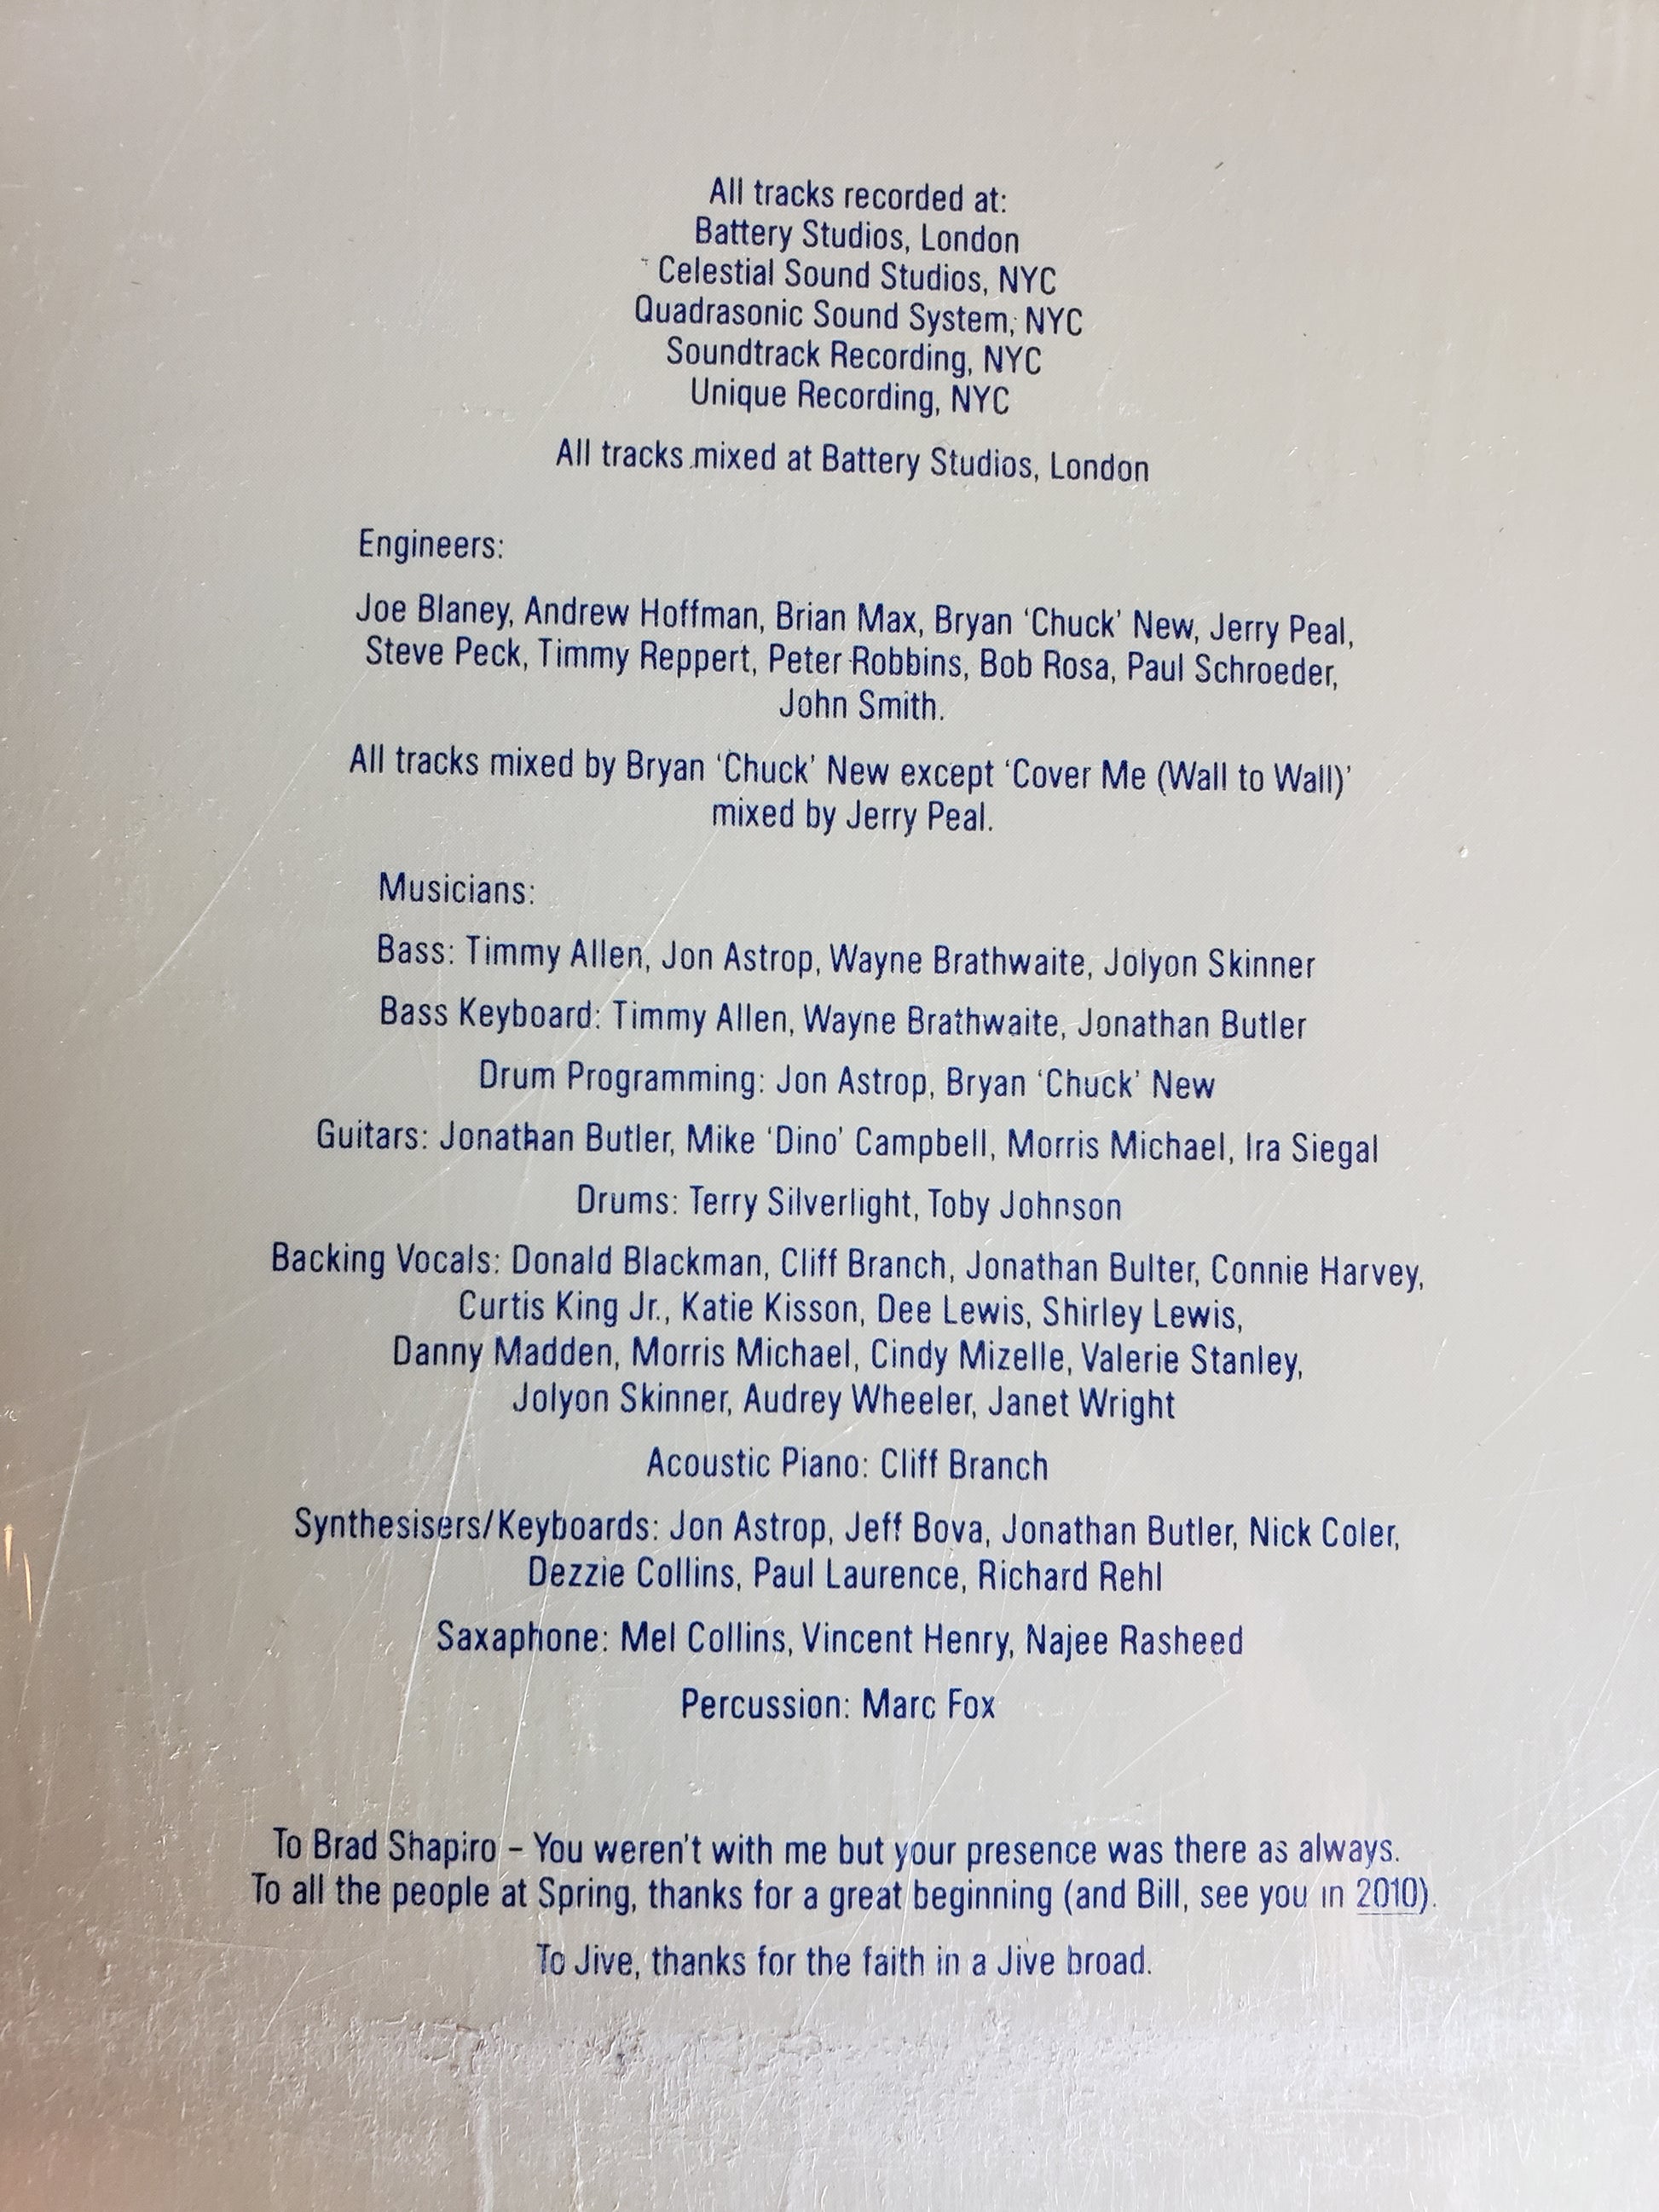 All tracks recorded at:
Battery Studios, London
Celestial Sound Studios, NYC
Quadrasonic Sound System, NYC
Soundtrack Recording, NYC
Unique Recording, NYC
All tracks mixed at Battery Studios, London
Engineers:
Joe Blaney, Andrew Hoffman, Brian Max, Bryan ‘Chuck’ New, Jerry Peal,
Steve Peck, Timmy Reppert, Peter Robbins, Bob Rosa, Paul Schroeder,
John Smith.
All tracks mixed by Bryan ‘Chuck’ New except ‘Cover Me (Wall to Wall)’
mixed by Jerry Peal.
Musicians:
Bass: Timmy Allen, Jon Astrop, Wayne Brathwaite, Jolyon Skinner
Bass Keyboard: Timmy Allen, Wayne Brathwaite, Jonathan Butler
Drum Programming: Jon Astrop, Bryan ‘Chuck’ New
Guitars: Jonathan Butler, Mike ‘Dino’ Campbell, Morris Michael, Ira Siegal
Drums: Terry Silverlight, Toby Johnson
Backing Vocals: Donald Blackman, Cliff Branch, Jonathan Bulter, Connie Harvey,
Curtis King Jr., Katie Kisson, Dee Lewis, Shirley Lewis,
Danny Madden, Morris Michael, Cindy Mizelle, Valerie Stanley,
Jolyon Skinner, Audrey Wheeler, Janet Wright
Acoustic Piano: Cliff Branch
Synthesisers/Keyboards: Jon Astrop, Jeff Bova, Jonathan Butler, Nick Coler,
Dezzie Collins, Paul Laurence, Richard Rehl
Saxaphone: Mel Collins, Vincent Henry, Najee Rasheed
Percussion: Marc Fox
To Brad Shapiro – You weren't with me but your presence was there as always.
To all the people at Spring, thanks for a great beginning (and Bill, see you in 2010).
To Jive, thanks for the faith in a Jive broad.